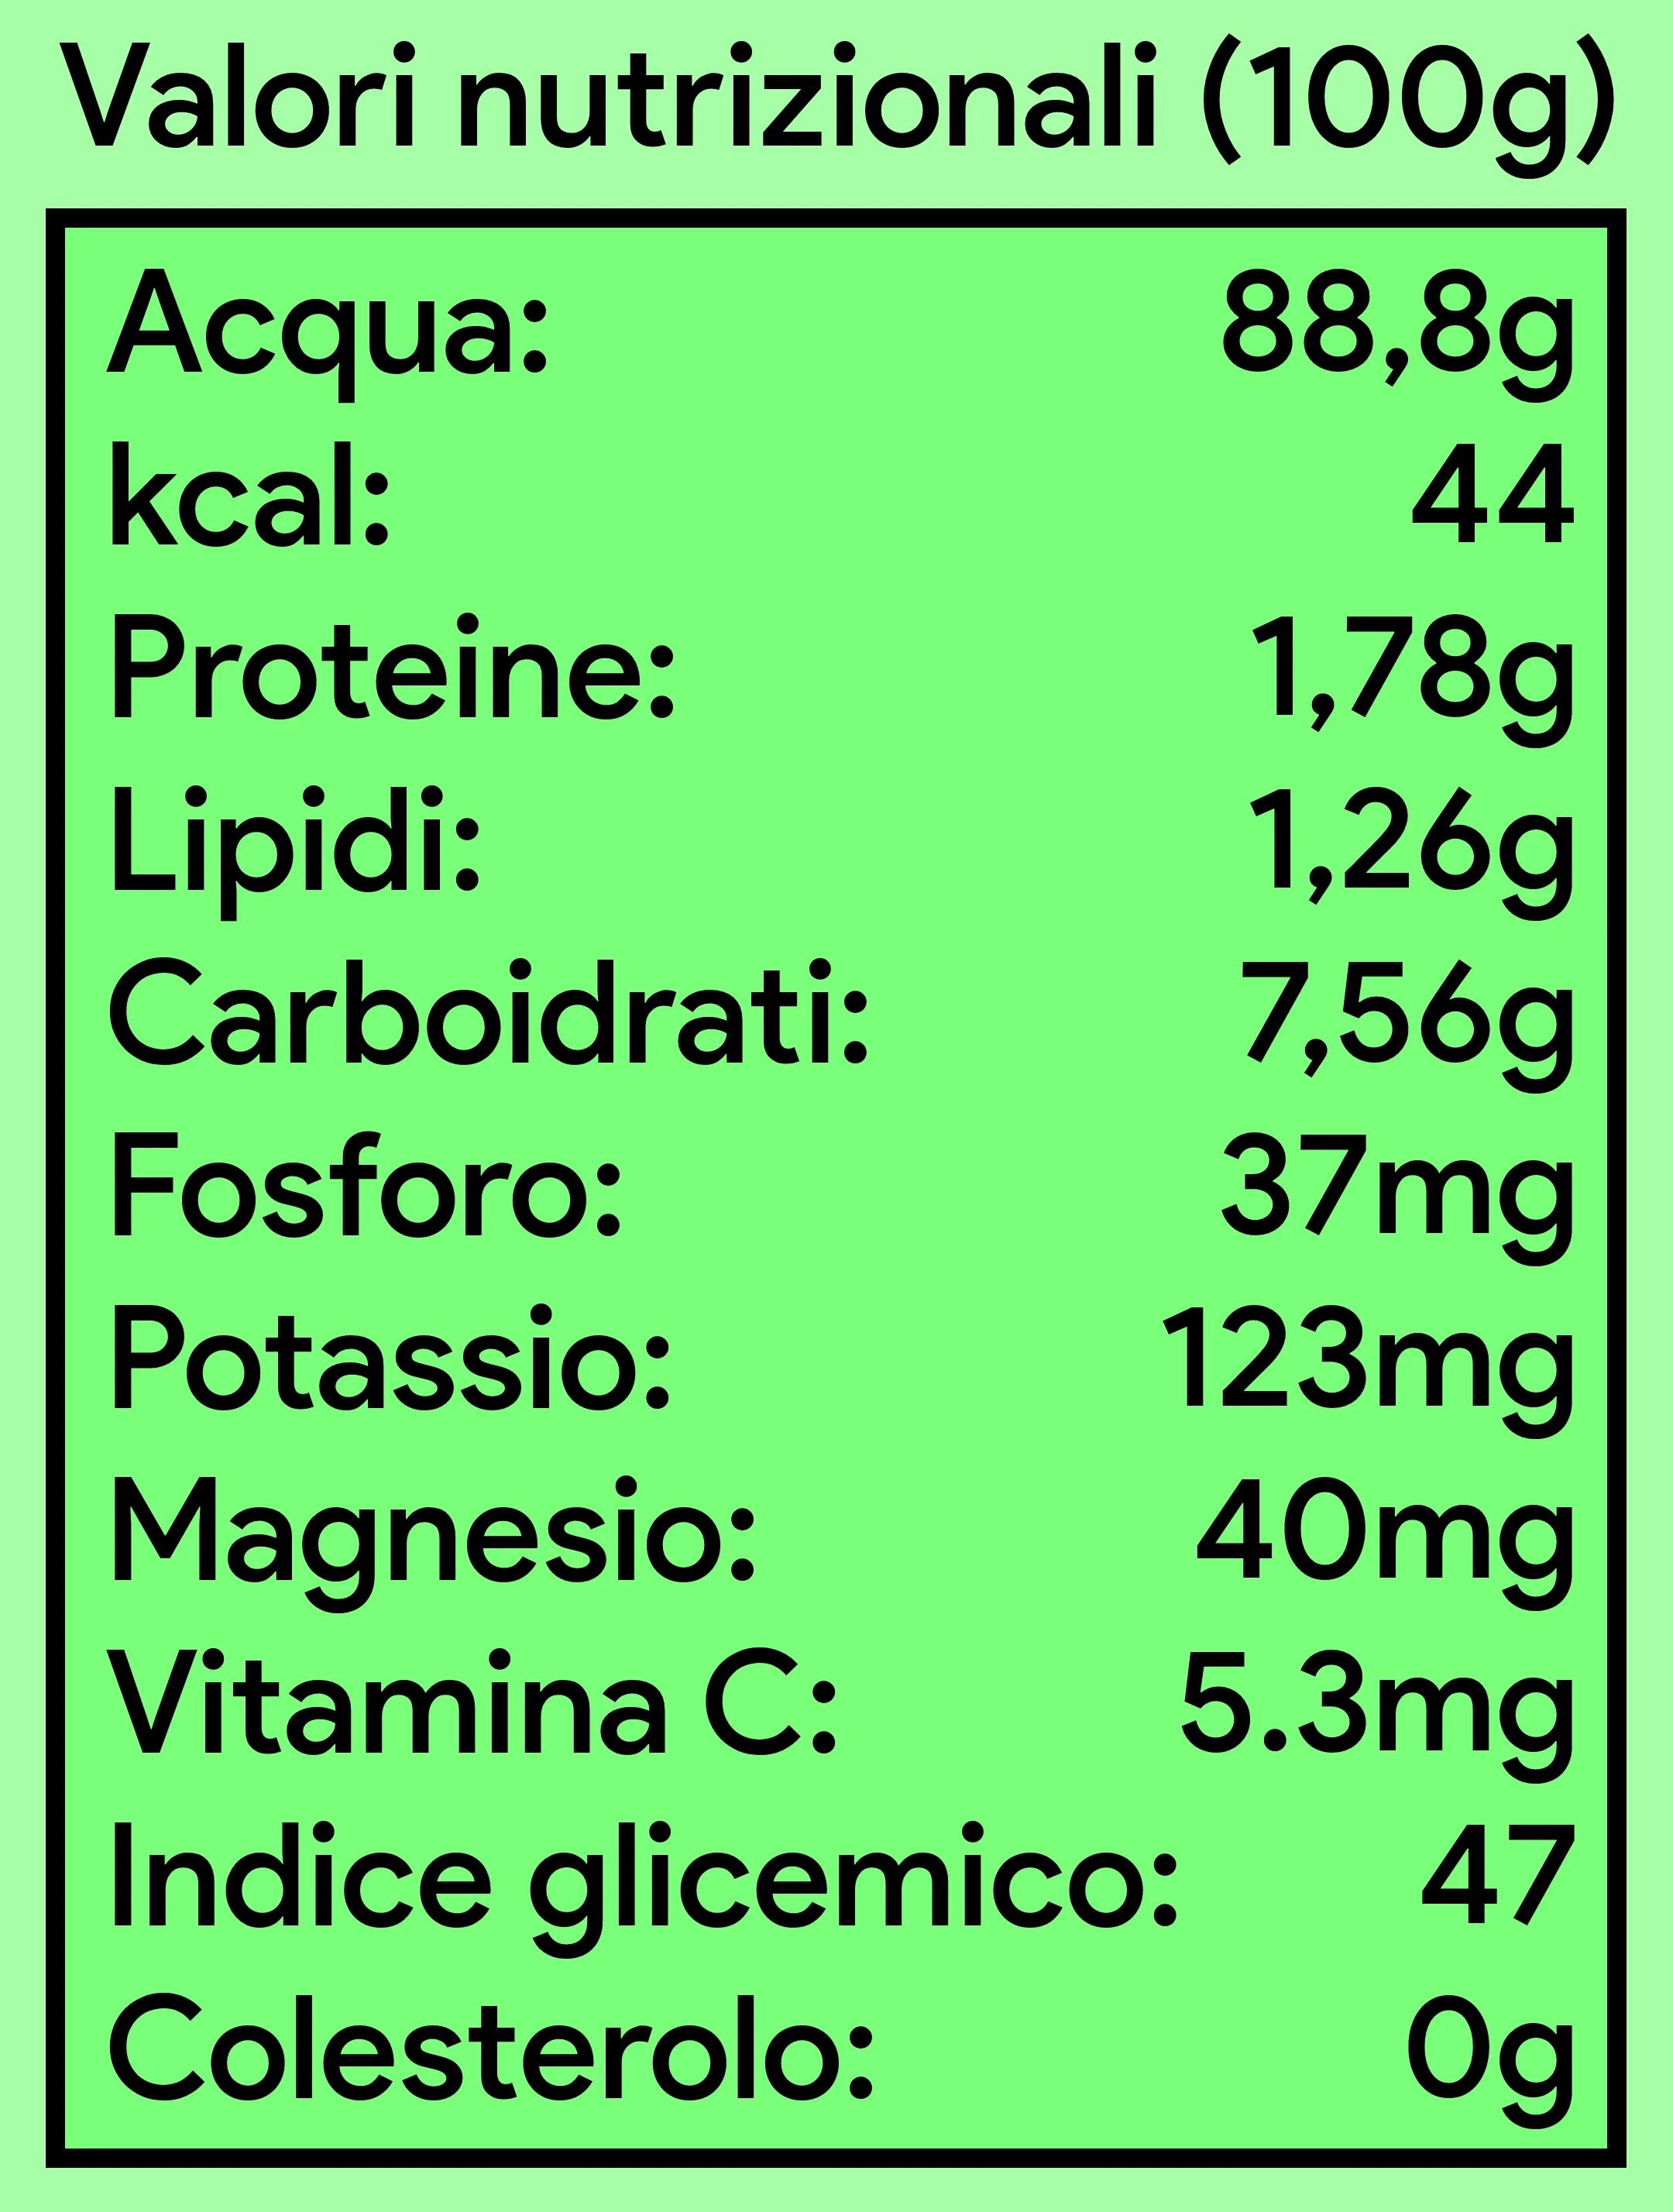 Valori nutrizionali (100g)
Acqua: 88,8g
kcal: 44
Proteine: 1,78g
Lipidi: 1,26g
Carboidrati: 7,56g
Fosforo: 37mg
Potassio: 123mg
Magnesio: 40mg
Vitamina C: 5.3mg
Indice glicemico: 47
Colesterolo: 0g